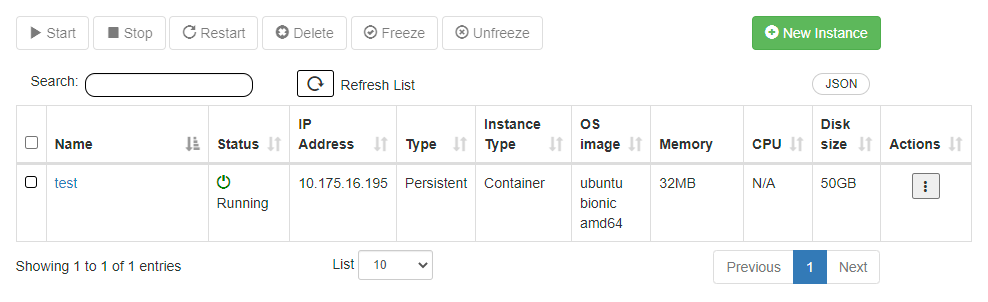 Start Stop Restart Delete Freeze Unfreeze New Instance
Search: Refresh List JSON
Name Status IP Address Type Instance Type OS image Memory CPU Disk size Actions
test Running 10.175.16.195 Persistent Container ubuntu bionic amd64 32MB N/A 50GB
Showing 1 to 1 of 1 entries List 10 Previous 1 Next